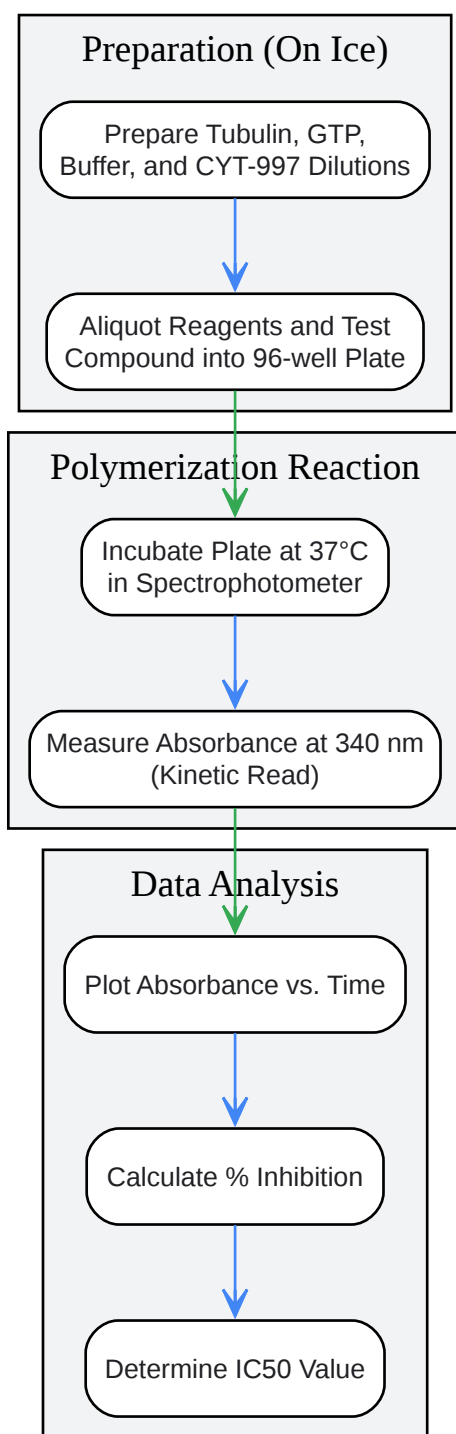 Preparation (On Ice)
Prepare Tubulin, GTP,
Buffer, and CYT-997 Dilutions
Aliquot Reagents and Test
Compound into 96-well Plate
Polymerization Reaction
Incubate Plate at 37°C
in Spectrophotometer
Measure Absorbance at 340 nm
(Kinetic Read)
Data Analysis
Plot Absorbance vs. Time
Calculate % Inhibition
Determine IC50 Value